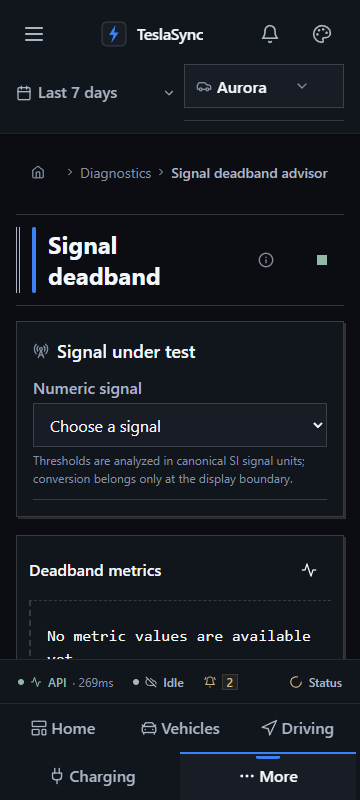 TeslaSync
Last 7 days
Aurora
Diagnostics
Signal deadband advisor
Signal
deadband
Signal under test
Numeric signal
Choose a signal
Thresholds are analyzed in canonical SI signal units;
conversion belongs only at the display boundary.
Deadband metrics
No metric values are available
yet
API · 269ms
Idle
2
Status
Home
Vehicles
Driving
Charging
More